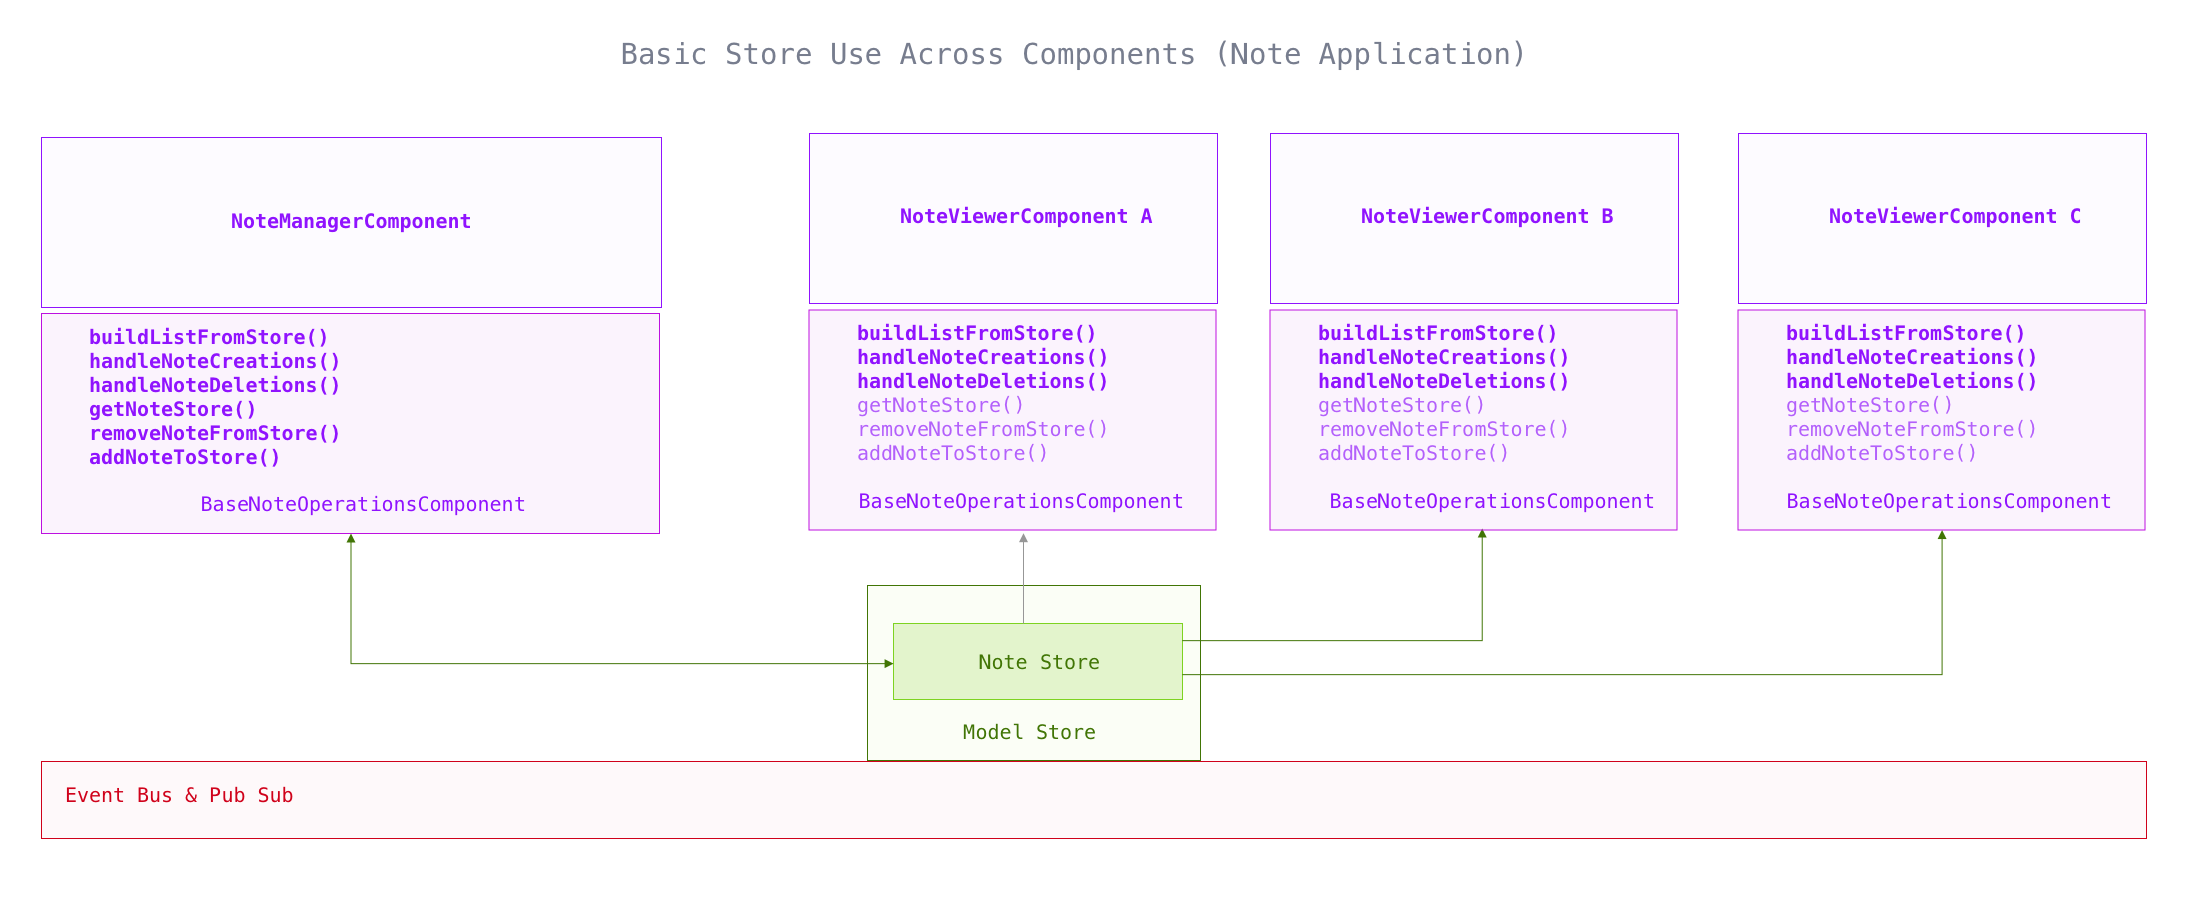 Basic Store Use Across Components (Note Application)
NoteManagerComponent
buildListFromStore()
handleNoteCreations()
handleNoteDeletions()
getNoteStore()
removeNoteFromStore()
addNoteToStore()
BaseNoteOperationsComponent
NoteViewerComponent A
buildListFromStore()
handleNoteCreations()
handleNoteDeletions()
getNoteStore()
removeNoteFromStore()
addNoteToStore()
BaseNoteOperationsComponent
NoteViewerComponent B
buildListFromStore()
handleNoteCreations()
handleNoteDeletions()
getNoteStore()
removeNoteFromStore()
addNoteToStore()
BaseNoteOperationsComponent
NoteViewerComponent C
buildListFromStore()
handleNoteCreations()
handleNoteDeletions()
getNoteStore()
removeNoteFromStore()
addNoteToStore()
BaseNoteOperationsComponent
Note Store
Model Store
Event Bus & Pub Sub